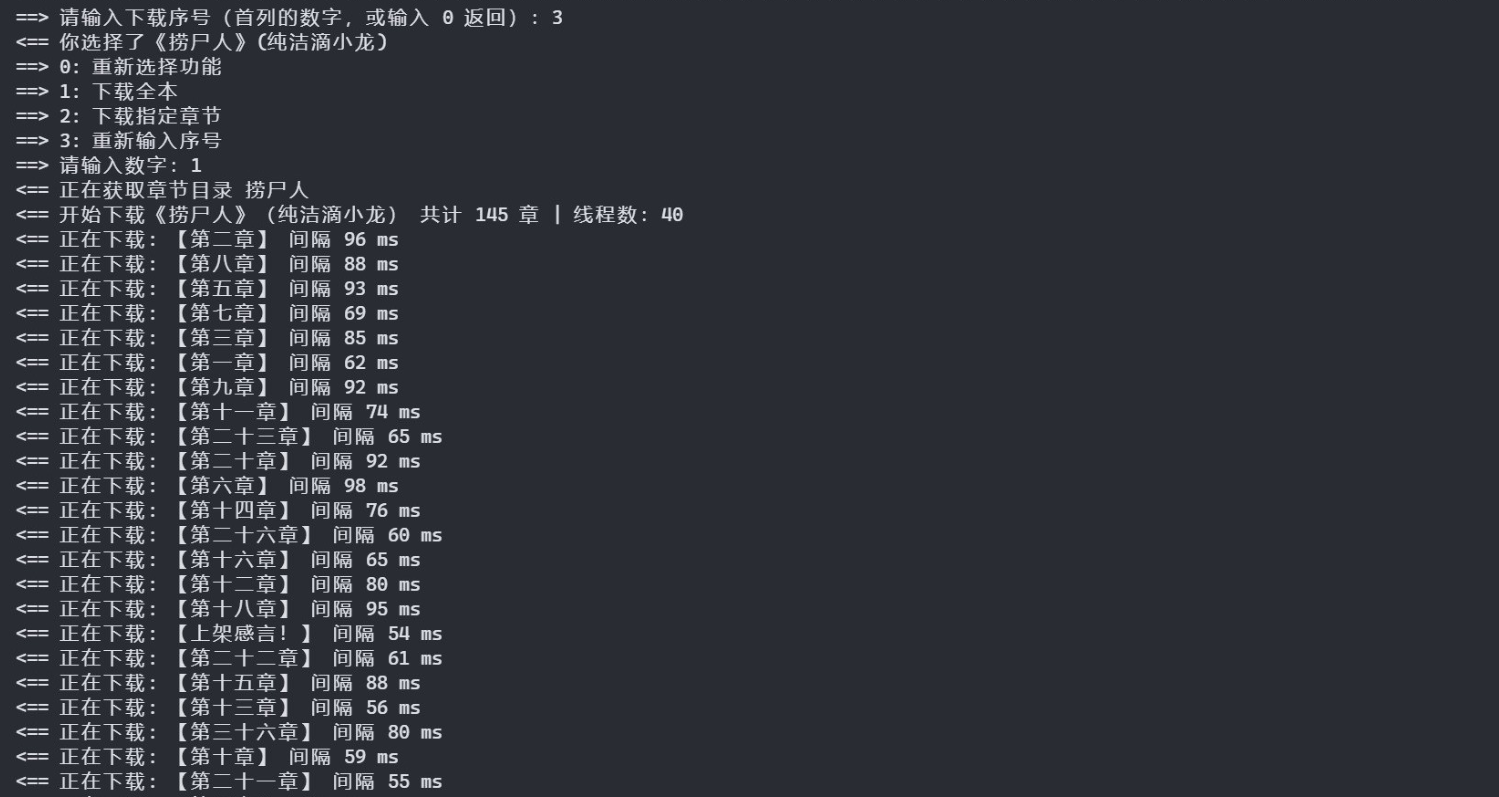 ==> 请输入下载序号（首列的数字，或输入 0 返回）: 3
<== 你选择了《捞尸人》(纯洁滴小龙)
==> 0: 重新选择功能
==> 1: 下载全本
==> 2: 下载指定章节
==> 3: 重新输入序号
==> 请输入数字: 1
<== 正在获取章节目录 捞尸人
<== 开始下载《捞尸人》（纯洁滴小龙） 共计 145 章 | 线程数: 40
<== 正在下载: 【第二章】 间隔 96 ms
<== 正在下载: 【第八章】 间隔 88 ms
<== 正在下载: 【第五章】 间隔 93 ms
<== 正在下载: 【第七章】 间隔 69 ms
<== 正在下载: 【第三章】 间隔 85 ms
<== 正在下载: 【第一章】 间隔 62 ms
<== 正在下载: 【第九章】 间隔 92 ms
<== 正在下载: 【第十一章】 间隔 74 ms
<== 正在下载: 【第二十三章】 间隔 65 ms
<== 正在下载: 【第二十章】 间隔 92 ms
<== 正在下载: 【第六章】 间隔 98 ms
<== 正在下载: 【第十四章】 间隔 76 ms
<== 正在下载: 【第二十六章】 间隔 60 ms
<== 正在下载: 【第十六章】 间隔 65 ms
<== 正在下载: 【第十二章】 间隔 80 ms
<== 正在下载: 【第十八章】 间隔 95 ms
<== 正在下载: 【上架感言！】 间隔 54 ms
<== 正在下载: 【第二十二章】 间隔 61 ms
<== 正在下载: 【第十五章】 间隔 88 ms
<== 正在下载: 【第十三章】 间隔 56 ms
<== 正在下载: 【第三十六章】 间隔 80 ms
<== 正在下载: 【第十章】 间隔 59 ms
<== 正在下载: 【第二十一章】 间隔 55 ms